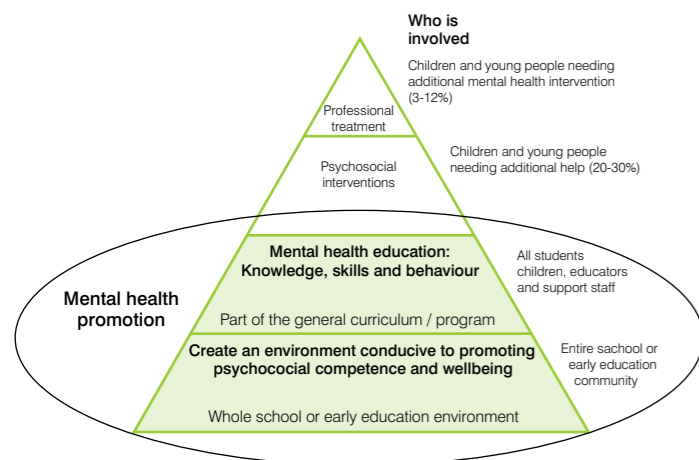 Who is
involved
Children and young people needing
additional mental health intervention
(3-12%)
Professional
treatment
Children and young people
needing additional help (20-30%)
Psychosocial
interventions
Mental health education:
Knowledge, skills and behaviour
All students
children, educators
and support staff
Mental health
promotion
Part of the general curriculum / program
Create an environment conducive to promoting
psychococial competence and wellbeing
Entire sachool or
early education
community
Whole school or early education environment